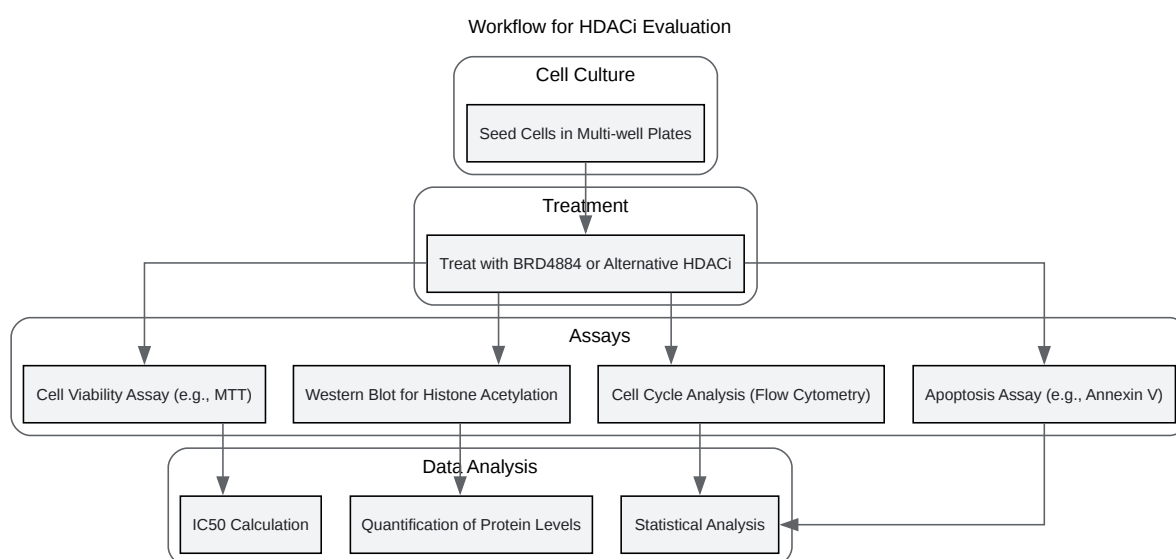 Workflow for HDACi Evaluation
Cell Culture
Seed Cells in Multi-well Plates
Treatment
Treat with BRD4884 or Alternative HDACi
Assays
Cell Viability Assay (e.g., MTT)
Western Blot for Histone Acetylation
Cell Cycle Analysis (Flow Cytometry)
Apoptosis Assay (e.g., Annexin V)
Data Analysis
IC50 Calculation
Quantification of Protein Levels
Statistical Analysis